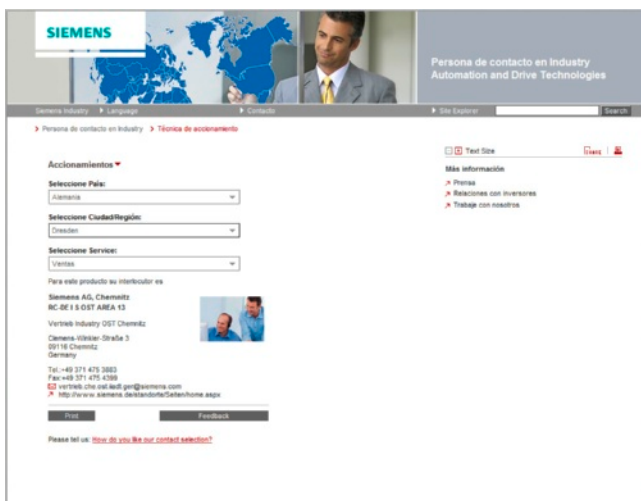 SIEMENS
Persona de contacto en Industry
Automation and Drive Technologies
Siemens Industry
Language
Contacto
Site Explorer
Search
Persona de contacto en Industry
Técnica de accionamiento
Text Size
Accionamientos
Más información
Prensa
Relaciones con inversores
Trabaje con nosotros
Seleccione País:
Alemania
Seleccione Ciudad/Región:
Dresden
Seleccione Service:
Ventas
Para este producto su interlocutor es
Siemens AG, Chemnitz
RC-DE I S OST AREA 13
Vertrieb Industry OST Chemnitz
Clemens-Winkler-Straße 3
09116 Chemnitz
Germany
Tel.:+49 371 475 3883
Fax:+49 371 475 4399
http://www.siemens.de/standorte/Seiten/home.aspx
Print
Feedback
Please tell us: How do you like our contact selection?